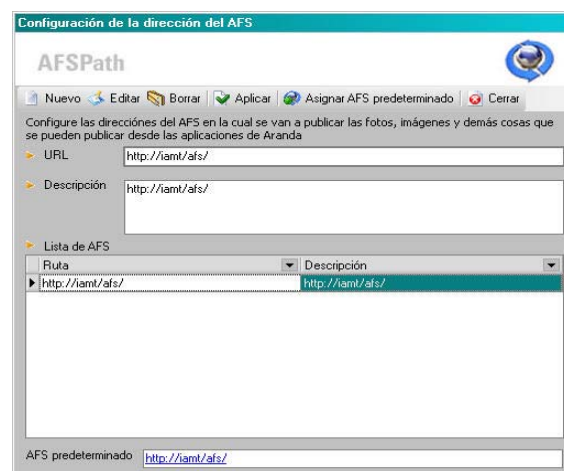 Configuración de la dirección del AFS
AFSPath
Nuevo Editar Borrar Aplicar Asignar AFS predeterminado Cerrar
Configure las direcciónes del AFS en la cual se van a publicar las fotos, imágenes y demás cosas que
se pueden publicar desde las aplicaciones de Aranda
URL http://iamt/afs/
Descripción http://iamt/afs/
Lista de AFS
Ruta Descripción
http://iamt/afs/ http://iamt/afs/
AFS predeterminado http://iamt/afs/